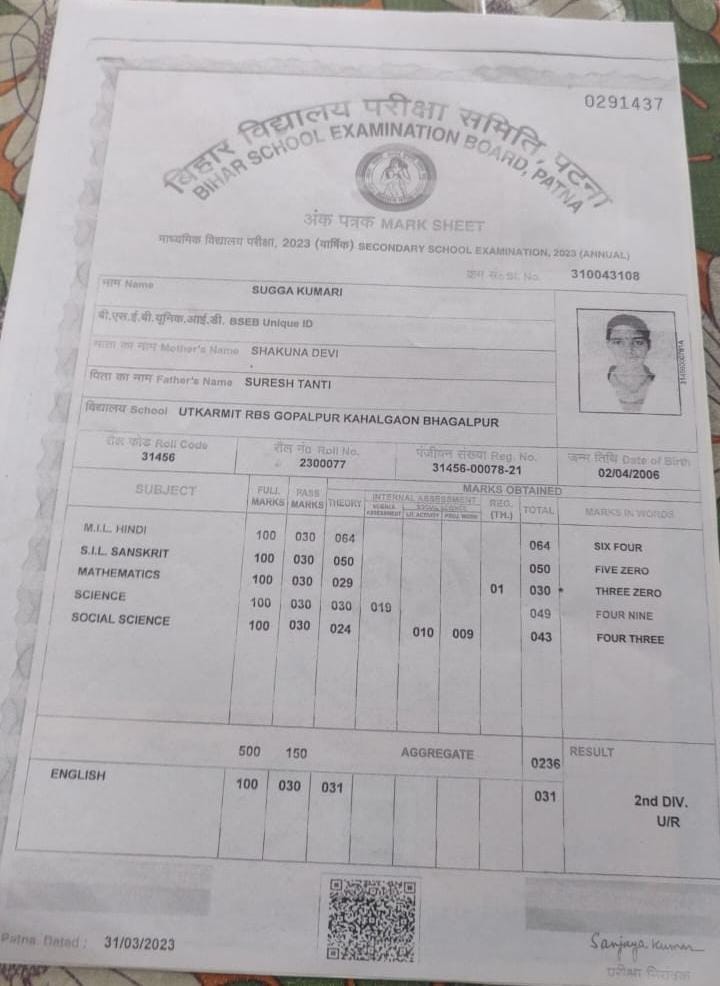 0291437
बिहार विद्यालय परीक्षा समिति, पटना
BIHAR SCHOOL EXAMINATION BOARD, PATNA
अंक पत्रक MARK SHEET
माध्यमिक विद्यालय परीक्षा, 2023 (वार्षिक) SECONDARY SCHOOL EXAMINATION, 2023 (ANNUAL)
क्रम सं० Sl. No. 310043108
नाम Name SUGGA KUMARI
बी.एस.ई.बी.यूनिक.आई.डी. BSEB Unique ID
माता का नाम Mother's Name SHAKUNA DEVI
पिता का नाम Father's Name SURESH TANTI
विद्यालय School UTKARMIT RBS GOPALPUR KAHALGAON BHAGALPUR
रौल कोड Roll Code रौल नं० Roll No. पंजीयन संख्या Reg. No. जन्म तिथि Date of Birth
31456 2300077 31456-00078-21 02/04/2006
SUBJECT FULL MARKS PASS MARKS THEORY MARKS OBTAINED INTERNAL ASSESSMENT REG. (TH.) TOTAL MARKS IN WORDS
M.I.L. HINDI 100 030 064 064 SIX FOUR
S.I.L. SANSKRIT 100 030 050 050 FIVE ZERO
MATHEMATICS 100 030 029 01 030 * THREE ZERO
SCIENCE 100 030 030 019 049 FOUR NINE
SOCIAL SCIENCE 100 030 024 010 009 043 FOUR THREE
500 150 AGGREGATE 0236 RESULT
ENGLISH 100 030 031 031 2nd DIV.
U/R
Patna. Dated : 31/03/2023
Sanjaya Kumar
परीक्षा नियंत्रक